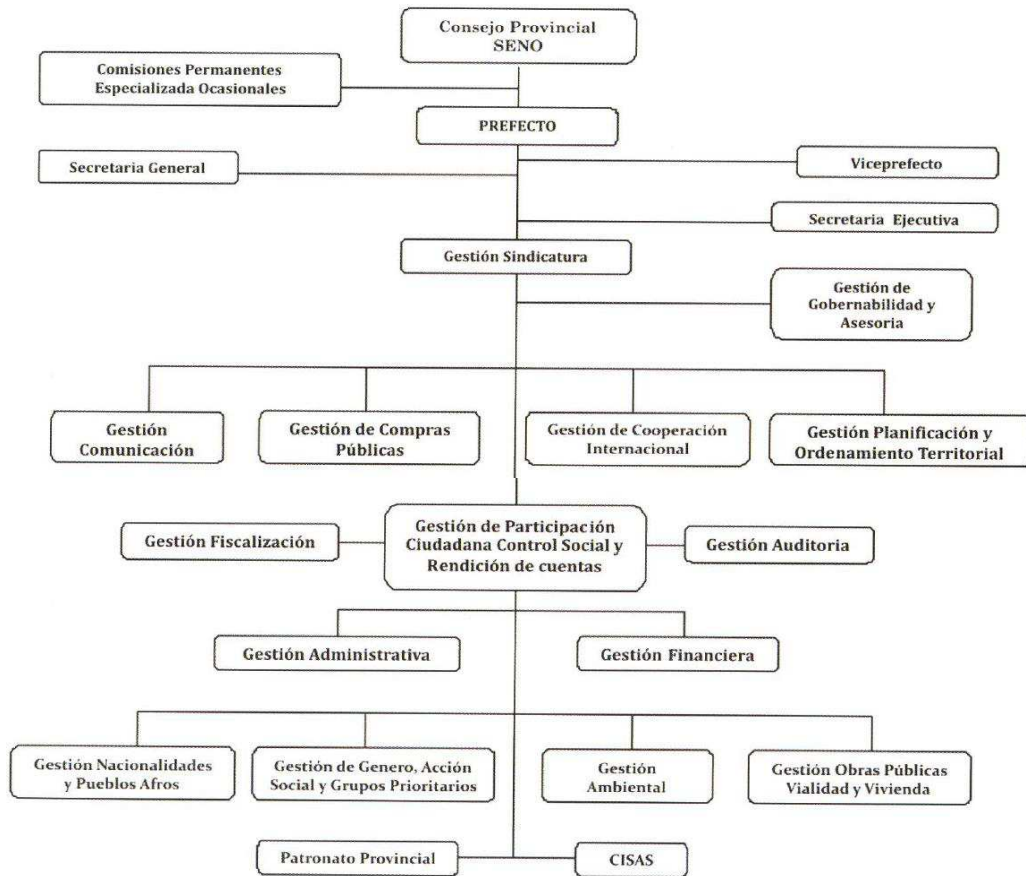 Consejo Provincial
SENO
Comisiones Permanentes
Especializada Ocasionales
PREFECTO
Secretaria General
Viceprefecto
Secretaria Ejecutiva
Gestión Sindicatura
Gestión de
Gobernabilidad y
Asesoria
Gestión
Comunicación
Gestión de Compras
Públicas
Gestión de Cooperación
Internacional
Gestión Planificación y
Ordenamiento Territorial
Gestión Fiscalización
Gestión de Participación
Ciudadana Control Social y
Rendición de cuentas
Gestión Auditoria
Gestión Administrativa
Gestión Financiera
Gestión Nacionalidades
y Pueblos Afros
Gestión de Genero, Acción
Social y Grupos Prioritarios
Gestión
Ambiental
Gestión Obras Públicas
Vialidad y Vivienda
Patronato Provincial
CISAS